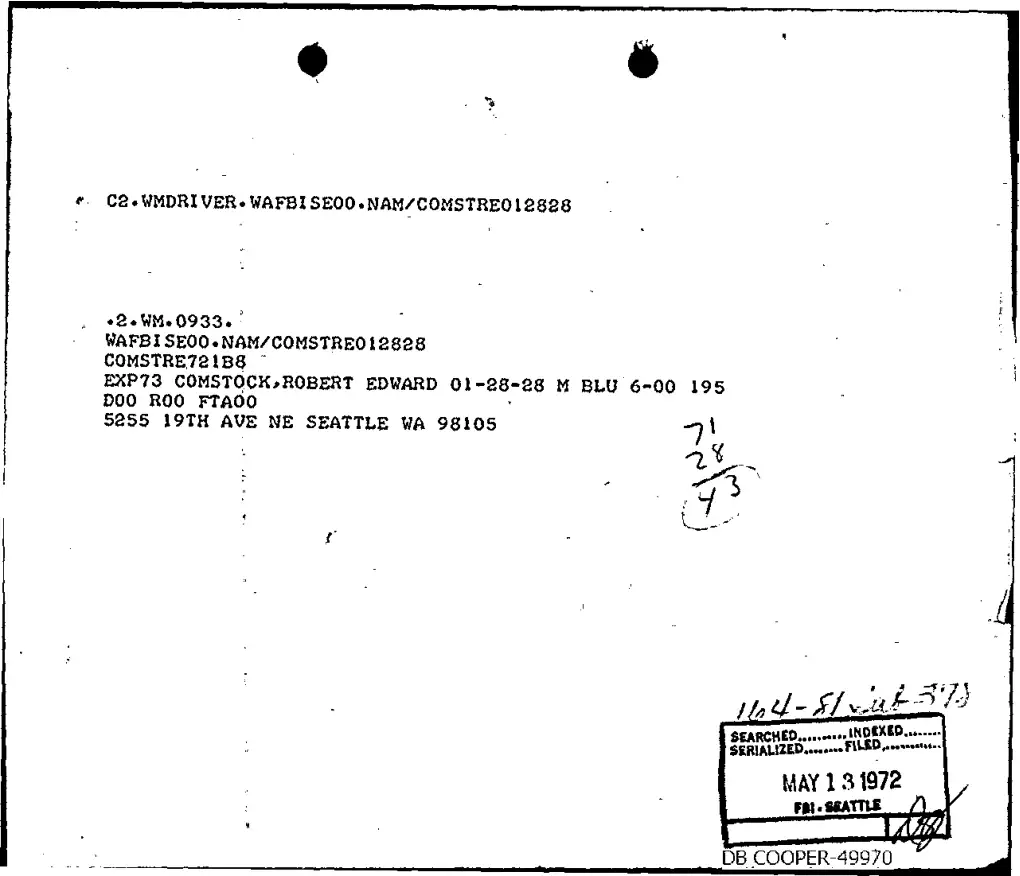 C2.WMDRIVER.WAFBISE00.NAM/COMSTRE012828
.2.WM.0933.
WAFBISE00.NAM/COMSTRE012828
COMSTRE721B8
EXP73 COMSTOCK,ROBERT EDWARD 01-28-28 M BLU 6-00 195
D00 R00 FTA00
5255 19TH AVE NE SEATTLE WA 98105
71
28
43
164-81
SEARCHED..........INDEXED........
SERIALIZED........FILED............
MAY 13 1972
FBI - SEATTLE
DB COOPER-49970